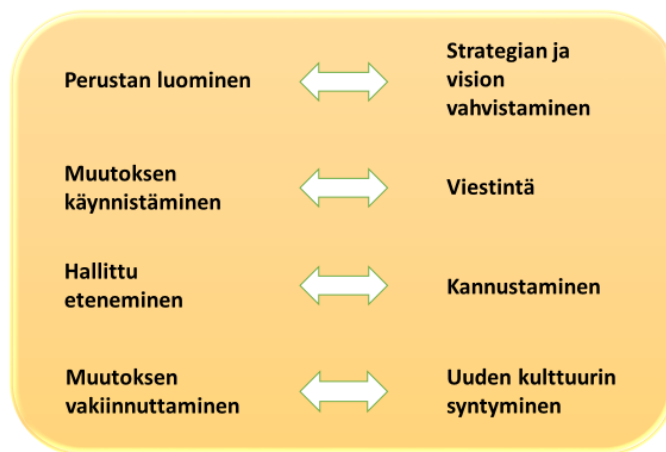 Perustan luominen
Strategian ja
vision
vahvistaminen
Muutoksen
käynnistäminen
Viestintä
Hallittu
eteneminen
Kannustaminen
Muutoksen
vakiinnuttaminen
Uuden kulttuurin
syntyminen